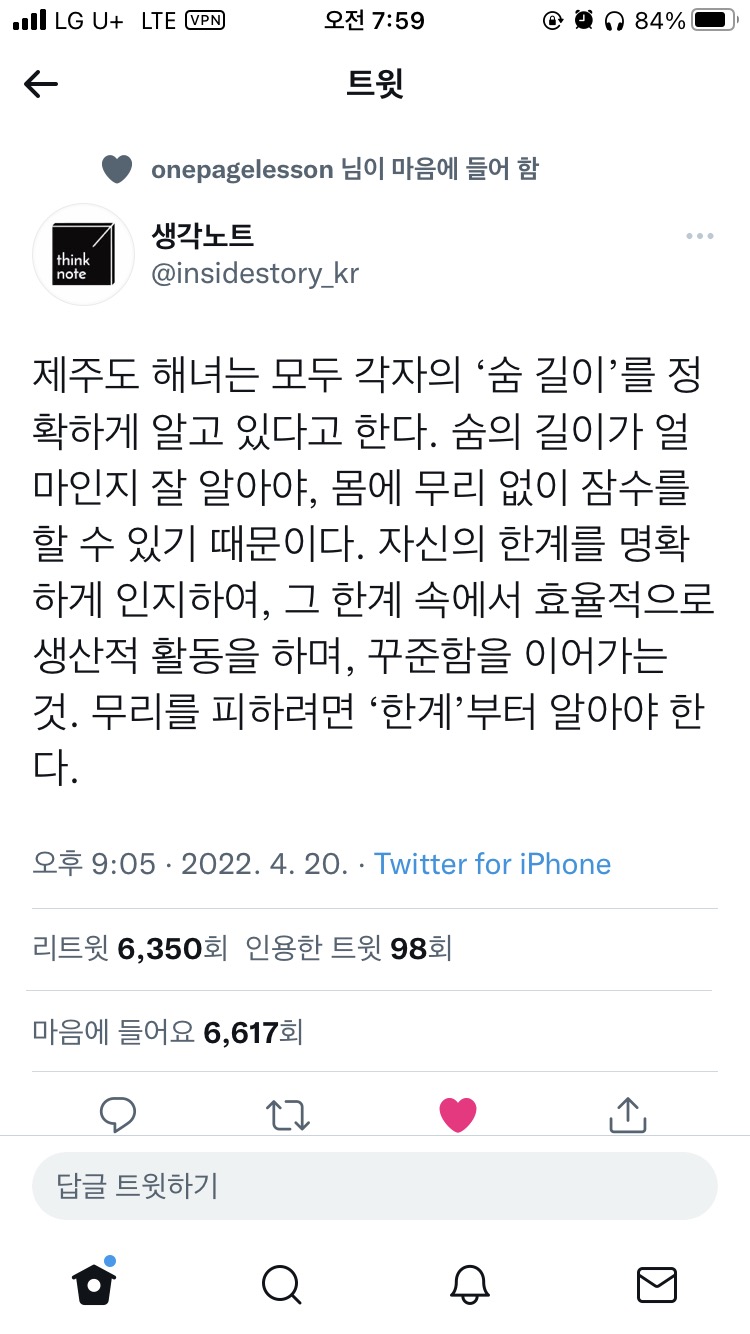 LG U+ LTE VPN 오전 7:59 84%
트윗
onepagelesson 님이 마음에 들어 함
think
note
생각노트
@insidestory_kr
제주도 해녀는 모두 각자의 ‘숨 길이’를 정
확하게 알고 있다고 한다. 숨의 길이가 얼
마인지 잘 알아야, 몸에 무리 없이 잠수를
할 수 있기 때문이다. 자신의 한계를 명확
하게 인지하여, 그 한계 속에서 효율적으로
생산적 활동을 하며, 꾸준함을 이어가는
것. 무리를 피하려면 ‘한계’부터 알아야 한
다.
오후 9:05 · 2022. 4. 20. · Twitter for iPhone
리트윗 6,350회 인용한 트윗 98회
마음에 들어요 6,617회
답글 트윗하기